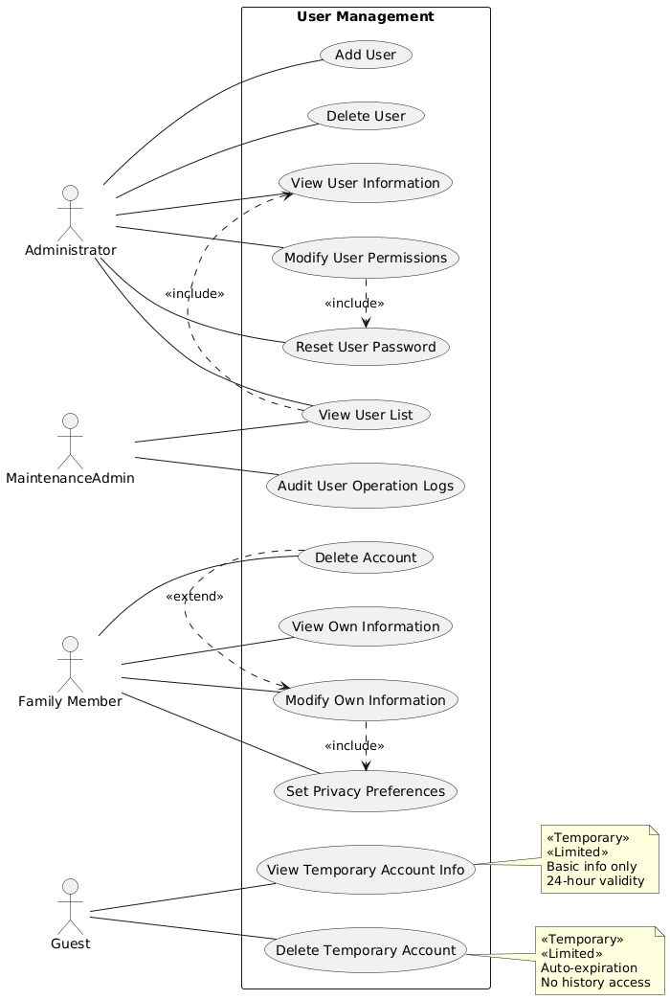 User Management
Add User
Delete User
View User Information
Administrator
Modify User Permissions
«include»
«include»
Reset User Password
View User List
MaintenanceAdmin
Audit User Operation Logs
Delete Account
«extend»
View Own Information
Family Member
Modify Own Information
«include»
Set Privacy Preferences
View Temporary Account Info
«Temporary»
«Limited»
Basic info only
24-hour validity
Guest
Delete Temporary Account
«Temporary»
«Limited»
Auto-expiration
No history access